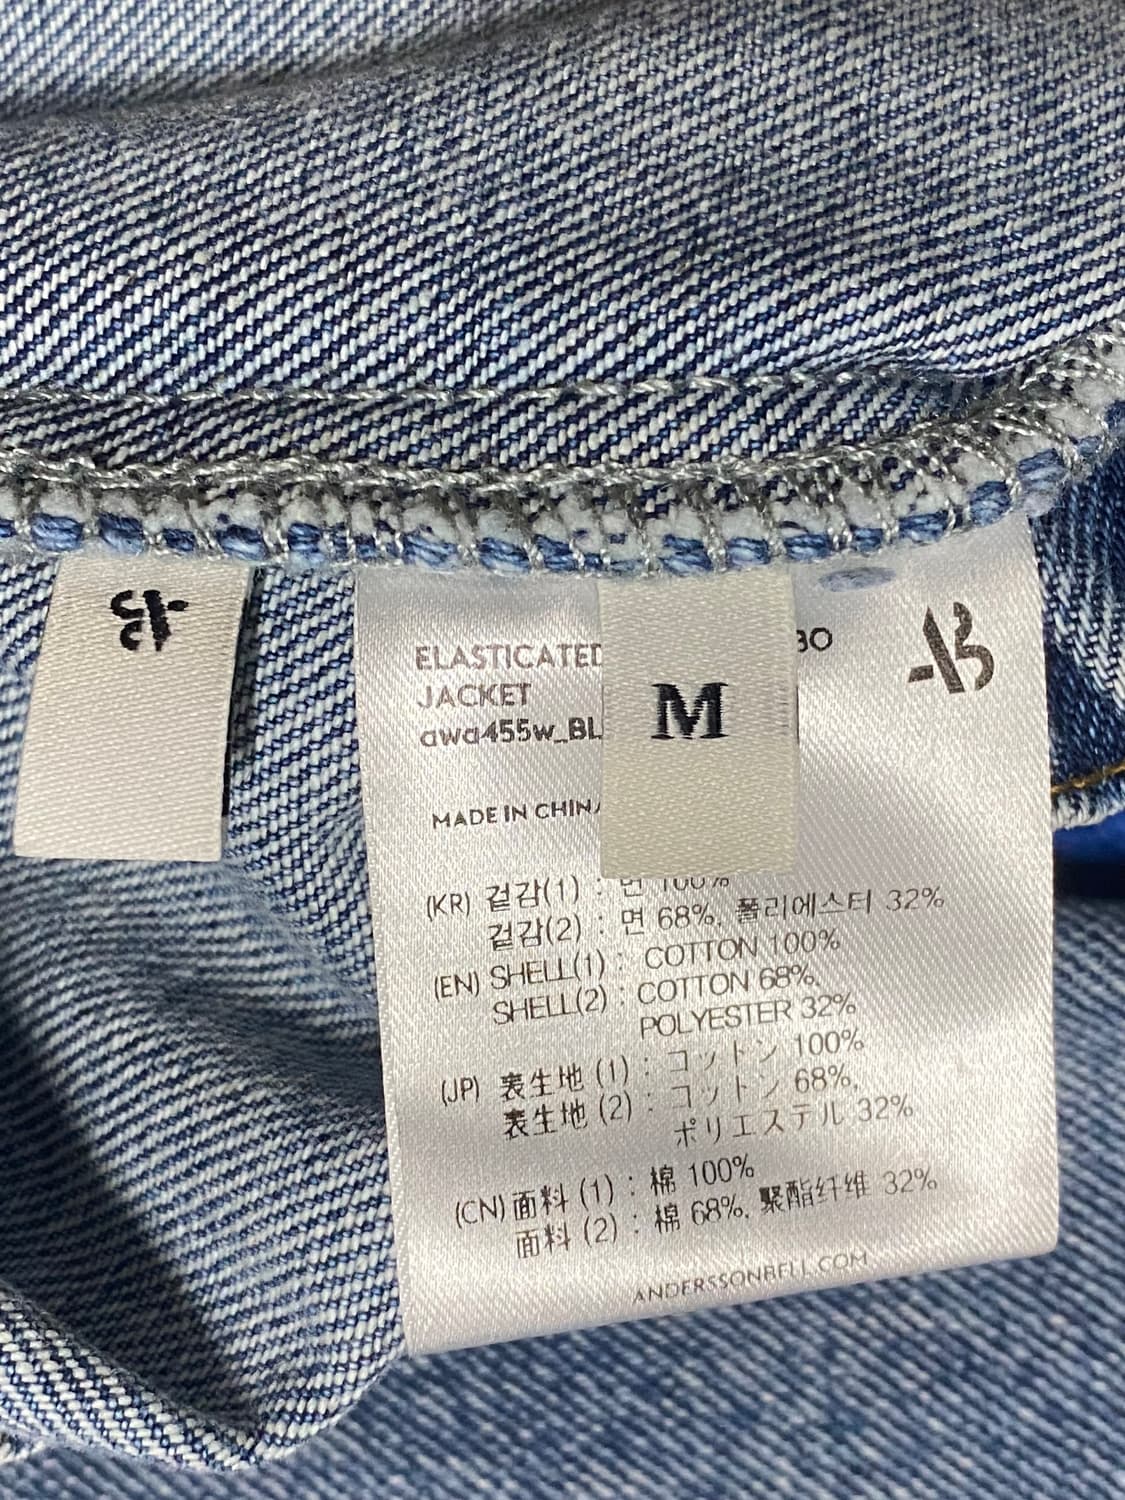 ELASTICATED
JACKET
awa455w_BL
M
MADE IN CHINA
(KR) 겉감(1) : 면 100%
겉감(2) : 면 68%, 폴리에스터 32%
(EN) SHELL(1) : COTTON 100%
SHELL(2) : COTTON 68%,
POLYESTER 32%
(JP) 表生地 (1) : コットン 100%
表生地 (2) : コットン 68%,
ポリエステル 32%
(CN) 面料 (1) : 棉 100%
面料 (2) : 棉 68%, 聚酯纤维 32%
ANDERSSONBELL.COM